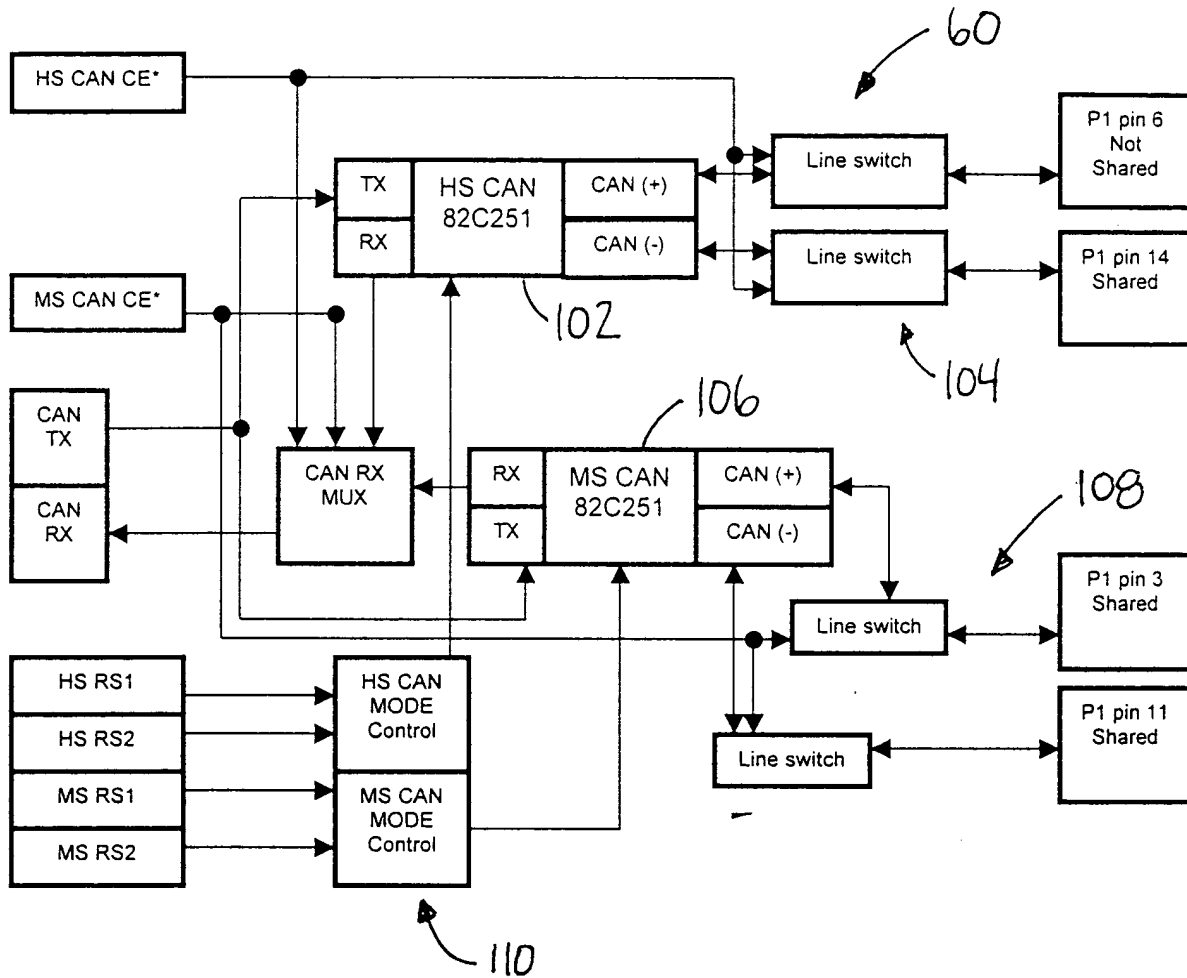 60
HS CAN CE*
P1 pin 6
Not
Shared
Line switch
TX
HS CAN
82C251
CAN (+)
RX
CAN (-)
Line switch
P1 pin 14
Shared
MS CAN CE*
102
104
CAN
TX
106
CAN RX
MUX
RX
MS CAN
82C251
CAN (+)
TX
CAN (-)
CAN
RX
108
P1 pin 3
Shared
Line switch
HS RS1
HS CAN
MODE
Control
HS RS2
P1 pin 11
Shared
Line switch
MS RS1
MS CAN
MODE
Control
MS RS2
110